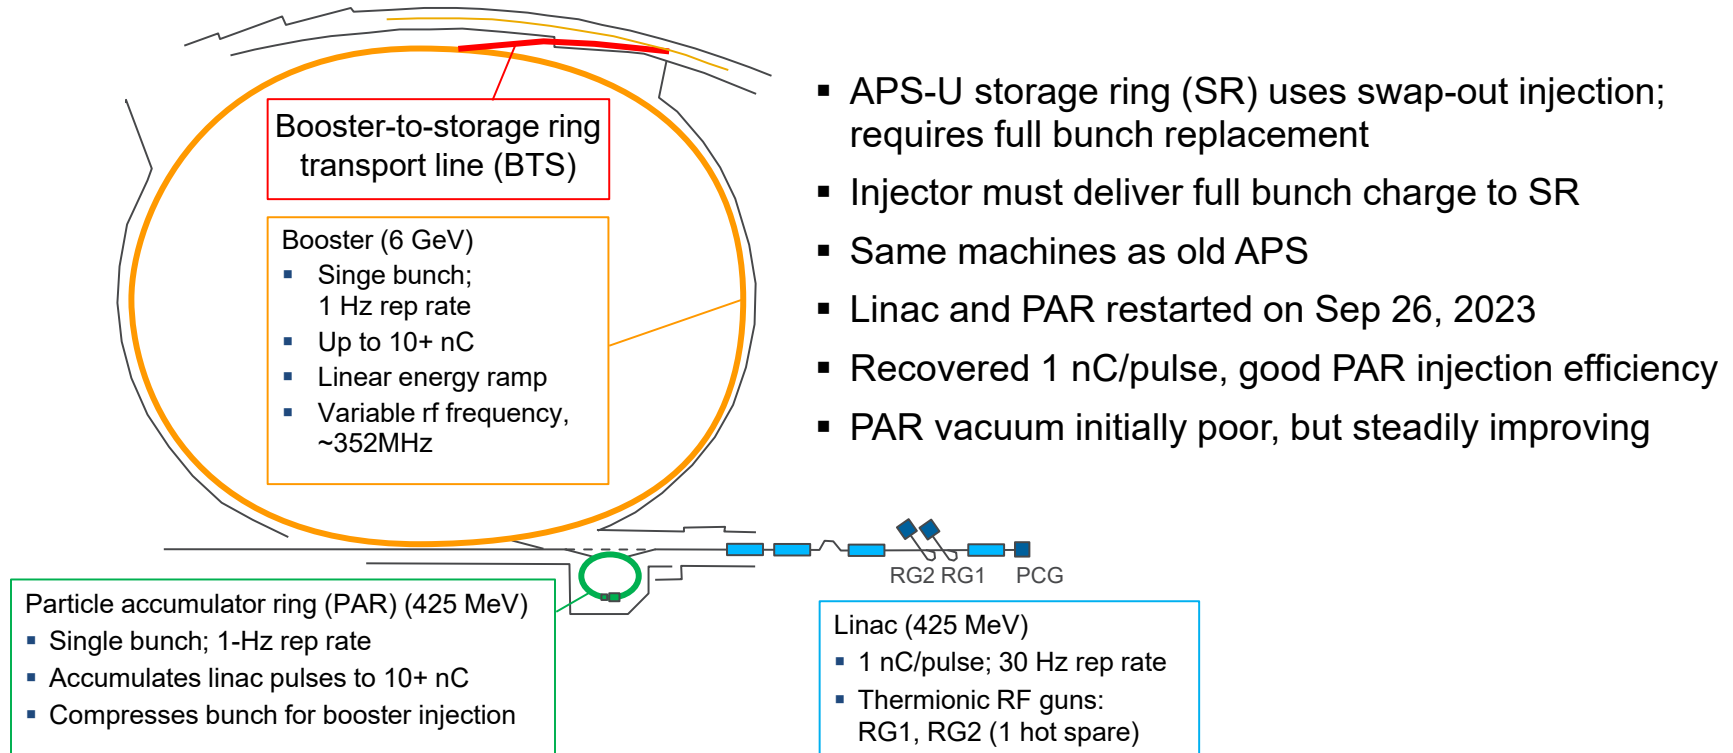 Booster-to-storage ring
transport line (BTS)
Booster (6 GeV)
▪ Singe bunch;
1 Hz rep rate
▪ Up to 10+ nC
▪ Linear energy ramp
▪ Variable rf frequency,
~352MHz
▪ APS-U storage ring (SR) uses swap-out injection;
requires full bunch replacement
▪ Injector must deliver full bunch charge to SR
▪ Same machines as old APS
▪ Linac and PAR restarted on Sep 26, 2023
▪ Recovered 1 nC/pulse, good PAR injection efficiency
▪ PAR vacuum initially poor, but steadily improving
RG2 RG1 PCG
Particle accumulator ring (PAR) (425 MeV)
▪ Single bunch; 1-Hz rep rate
▪ Accumulates linac pulses to 10+ nC
▪ Compresses bunch for booster injection
Linac (425 MeV)
▪ 1 nC/pulse; 30 Hz rep rate
▪ Thermionic RF guns:
RG1, RG2 (1 hot spare)